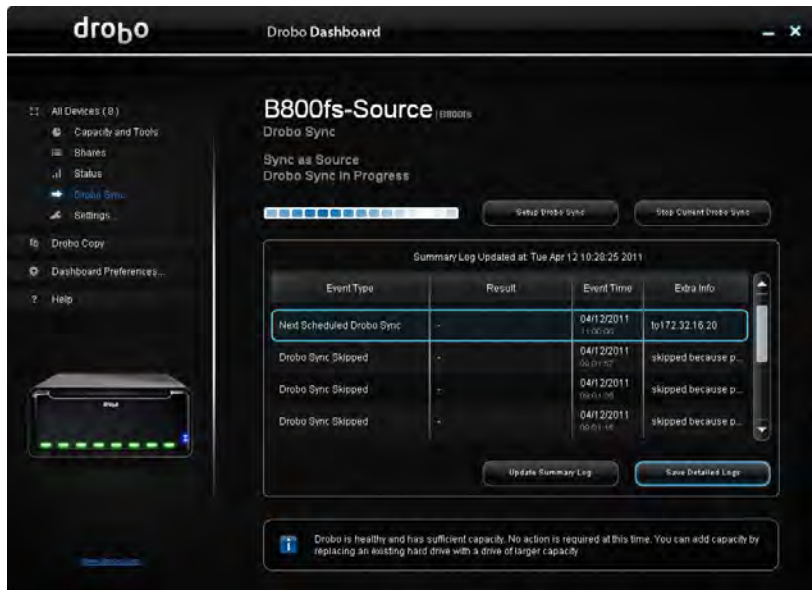 drobo
Drobo Dashboard
All Devices ( 8 )
Capacity and Tools
Shares
Status
Drobo Sync
Settings
Drobo Copy
Dashboard Preferences...
Help
B800fs-Source | B800fs
Drobo Sync
Sync as Source
Drobo Sync In Progress
Setup Drobo Sync
Stop Current Drobo Sync
Summary Log Updated at: Tue Apr 12 10:28:25 2011
Event Type Result Event Time Extra Info
Next Scheduled Drobo Sync - 04/12/2011 to172.32.16.20
11:00:00
Drobo Sync Skipped - 04/12/2011 skipped because p...
Drobo Sync Skipped - 04/12/2011 skipped because p...
Drobo Sync Skipped - 04/12/2011 skipped because p...
Update Summary Log
Save Detailed Logs
Drobo is healthy and has sufficient capacity. No action is required at this time. You can add capacity by
replacing an existing hard drive with a drive of larger capacity